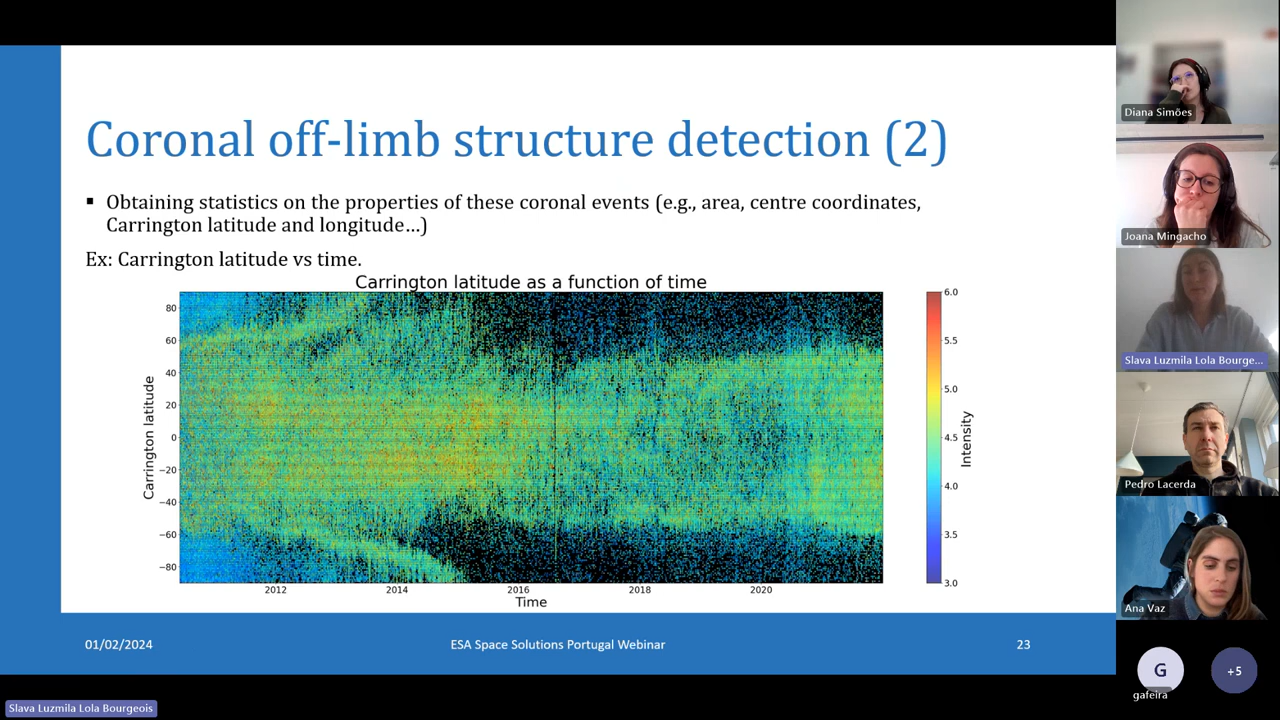 Coronal off-limb structure detection (2)
▪ Obtaining statistics on the properties of these coronal events (e.g., area, centre coordinates,
Carrington latitude and longitude…)
Ex: Carrington latitude vs time.
Carrington latitude as a function of time
Carrington latitude
80
60
40
20
0
−20
−40
−60
−80
2012
2014
2016
2018
2020
Time
6.0
5.5
5.0
4.5
4.0
3.5
3.0
Intensity
01/02/2024
ESA Space Solutions Portugal Webinar
23
Diana Simões
Joana Mingacho
Slava Luzmila Lola Bourge...
Pedro Lacerda
Ana Vaz
G
gafeira
+5
Slava Luzmila Lola Bourgeois